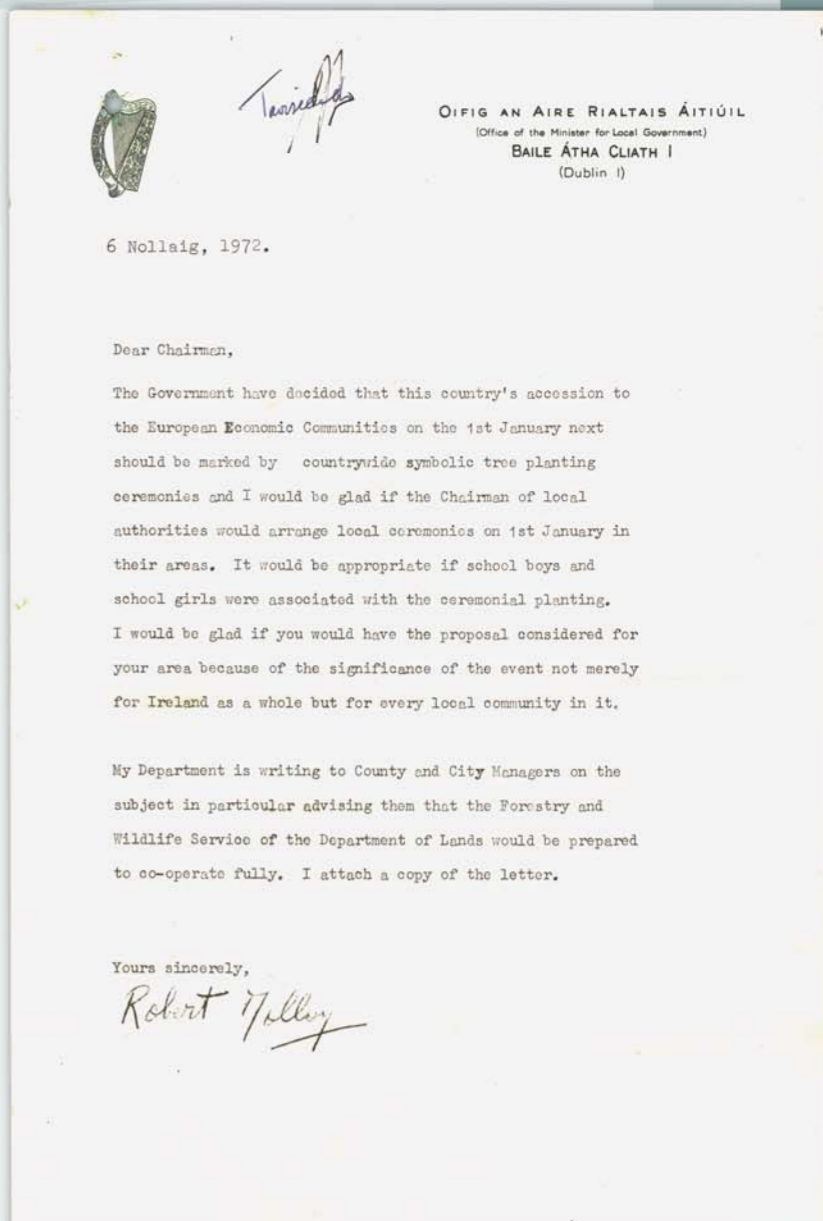 OIFIG AN AIRE RIALTAIS ÁITIÚIL
(Office of the Minister for Local Government)
BAILE ÁTHA CLIATH 1
(Dublin 1)
6 Nollaig, 1972.
Dear Chairman,
The Government have decided that this country's accession to
the European Economic Communities on the 1st January next
should be marked by countrywide symbolic tree planting
ceremonies and I would be glad if the Chairman of local
authorities would arrange local ceremonies on 1st January in
their areas. It would be appropriate if school boys and
school girls were associated with the ceremonial planting.
I would be glad if you would have the proposal considered for
your area because of the significance of the event not merely
for Ireland as a whole but for every local community in it.
My Department is writing to County and City Managers on the
subject in particular advising them that the Forestry and
Wildlife Service of the Department of Lands would be prepared
to co-operate fully. I attach a copy of the letter.
Yours sincerely,
Robert Molloy